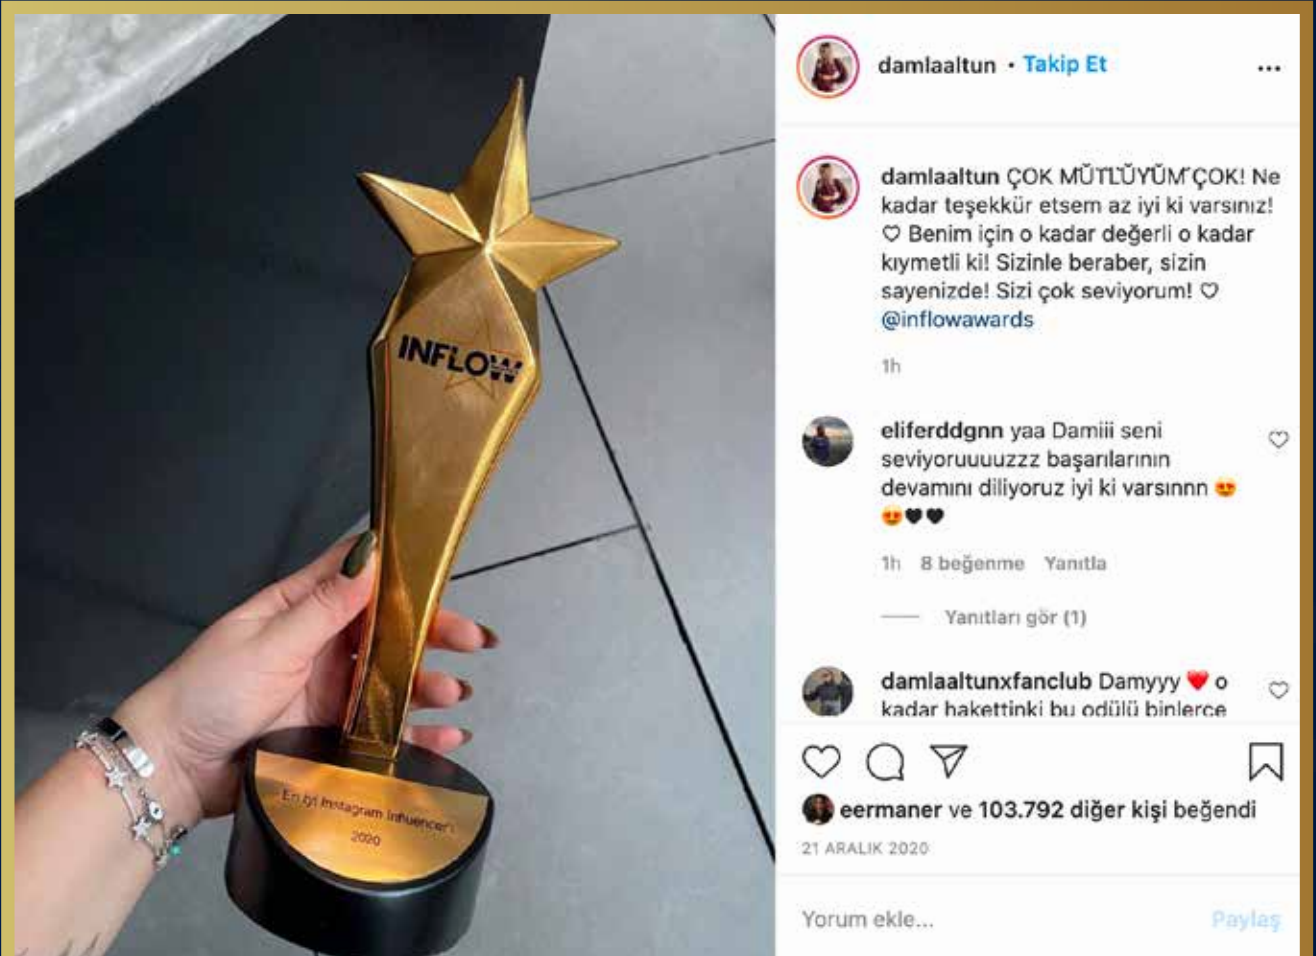 INFLOW
En iyi Instagram Influencer'ı
2020
damlaaltun • Takip Et
damlaaltun ÇOK MUTLUYUM ÇOK! Ne
kadar teşekkür etsem az iyi ki varsınız!
♡ Benim için o kadar değerli o kadar
kıymetli ki! Sizinle beraber, sizin
sayenizde! Sizi çok seviyorum! ♡
@inflowawards
1h
eliferddgnn yaa Damiii seni
seviyoruuuuzzz başarılarının
devamını diliyoruz iyi ki varsınnn 😍
😍🖤🖤
1h 8 beğenme Yanıtla
Yanıtları gör (1)
damlaaltunxfanclub Damyyy ❤️ o
kadar hakettinki bu ödülü binlerce
eermaner ve 103.792 diğer kişi beğendi
21 ARALIK 2020
Yorum ekle...
Paylaş